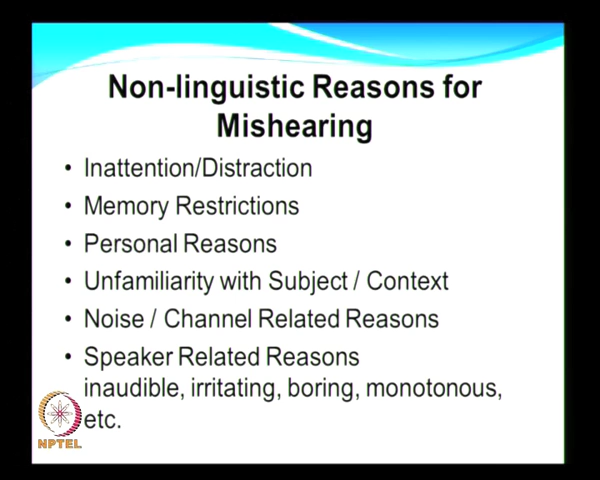 Non-linguistic Reasons for
Mishearing
• Inattention/Distraction
• Memory Restrictions
• Personal Reasons
• Unfamiliarity with Subject / Context
• Noise / Channel Related Reasons
• Speaker Related Reasons
inaudible, irritating, boring, monotonous,
etc.
NPTEL